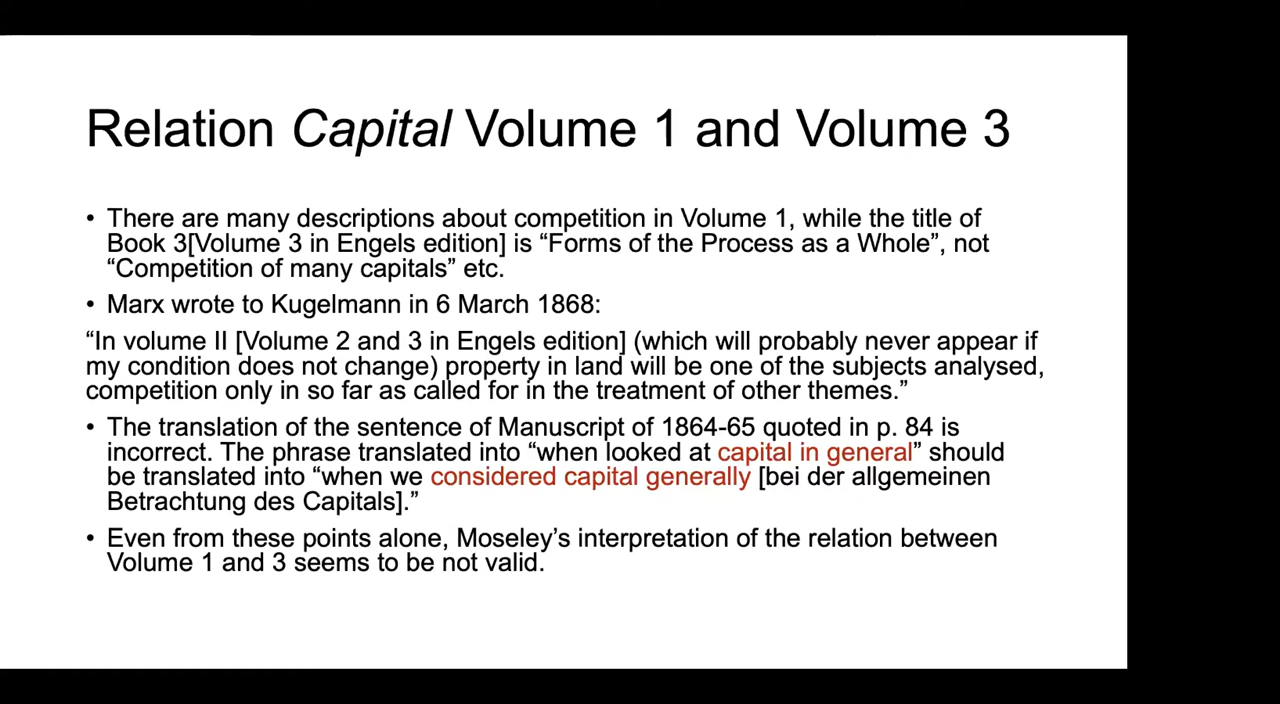 Relation Capital Volume 1 and Volume 3
• There are many descriptions about competition in Volume 1, while the title of
Book 3[Volume 3 in Engels edition] is “Forms of the Process as a Whole”, not
“Competition of many capitals” etc.
• Marx wrote to Kugelmann in 6 March 1868:
“In volume II [Volume 2 and 3 in Engels edition] (which will probably never appear if
my condition does not change) property in land will be one of the subjects analysed,
competition only in so far as called for in the treatment of other themes.”
• The translation of the sentence of Manuscript of 1864-65 quoted in p. 84 is
incorrect. The phrase translated into “when looked at capital in general” should
be translated into “when we considered capital generally [bei der allgemeinen
Betrachtung des Capitals].”
• Even from these points alone, Moseley’s interpretation of the relation between
Volume 1 and 3 seems to be not valid.